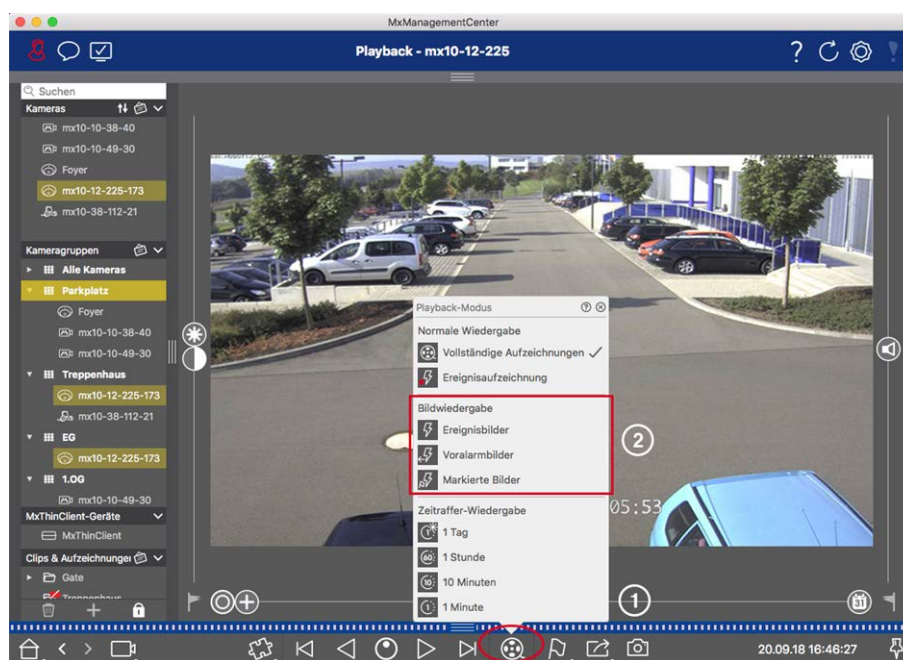 MxManagementCenter
Playback - mx10-12-225
Suchen
Kameras
mx10-10-38-40
mx10-10-49-30
Foyer
mx10-12-225-173
mx10-38-112-21
Kameragruppen
Alle Kameras
Parkplatz
Foyer
mx10-10-38-40
mx10-10-49-30
Treppenhaus
mx10-12-225-173
mx10-38-112-21
EG
mx10-12-225-173
1.OG
mx10-10-49-30
MxThinClient-Geräte
MxThinClient
Clips & Aufzeichnungen
Gate
Treppenhaus
Playback-Modus
Normale Wiedergabe
Vollständige Aufzeichnungen
Ereignisaufzeichnung
Bildwiedergabe
Ereignisbilder
Voralarmbilder
Markierte Bilder
2
Zeitraffer-Wiedergabe
1 Tag
60 1 Stunde
10 10 Minuten
1 1 Minute
05:53
1
31
20.09.18 16:46:27